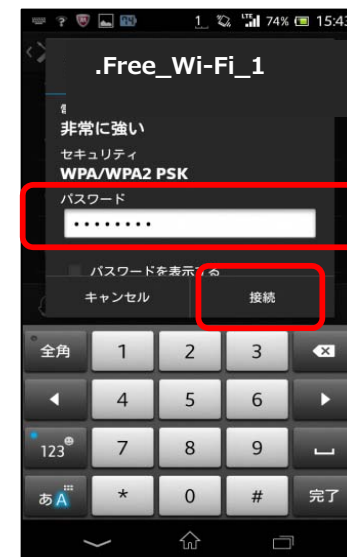 1 LTE 74% 15:43
.Free_Wi-Fi_1
非常に強い
セキュリティ
WPA/WPA2 PSK
パスワード
••••••••
パスワードを表示する
キャンセル 接続
全角 1 2 3
4 5 6
123 7 8 9
あA * 0 # 完了